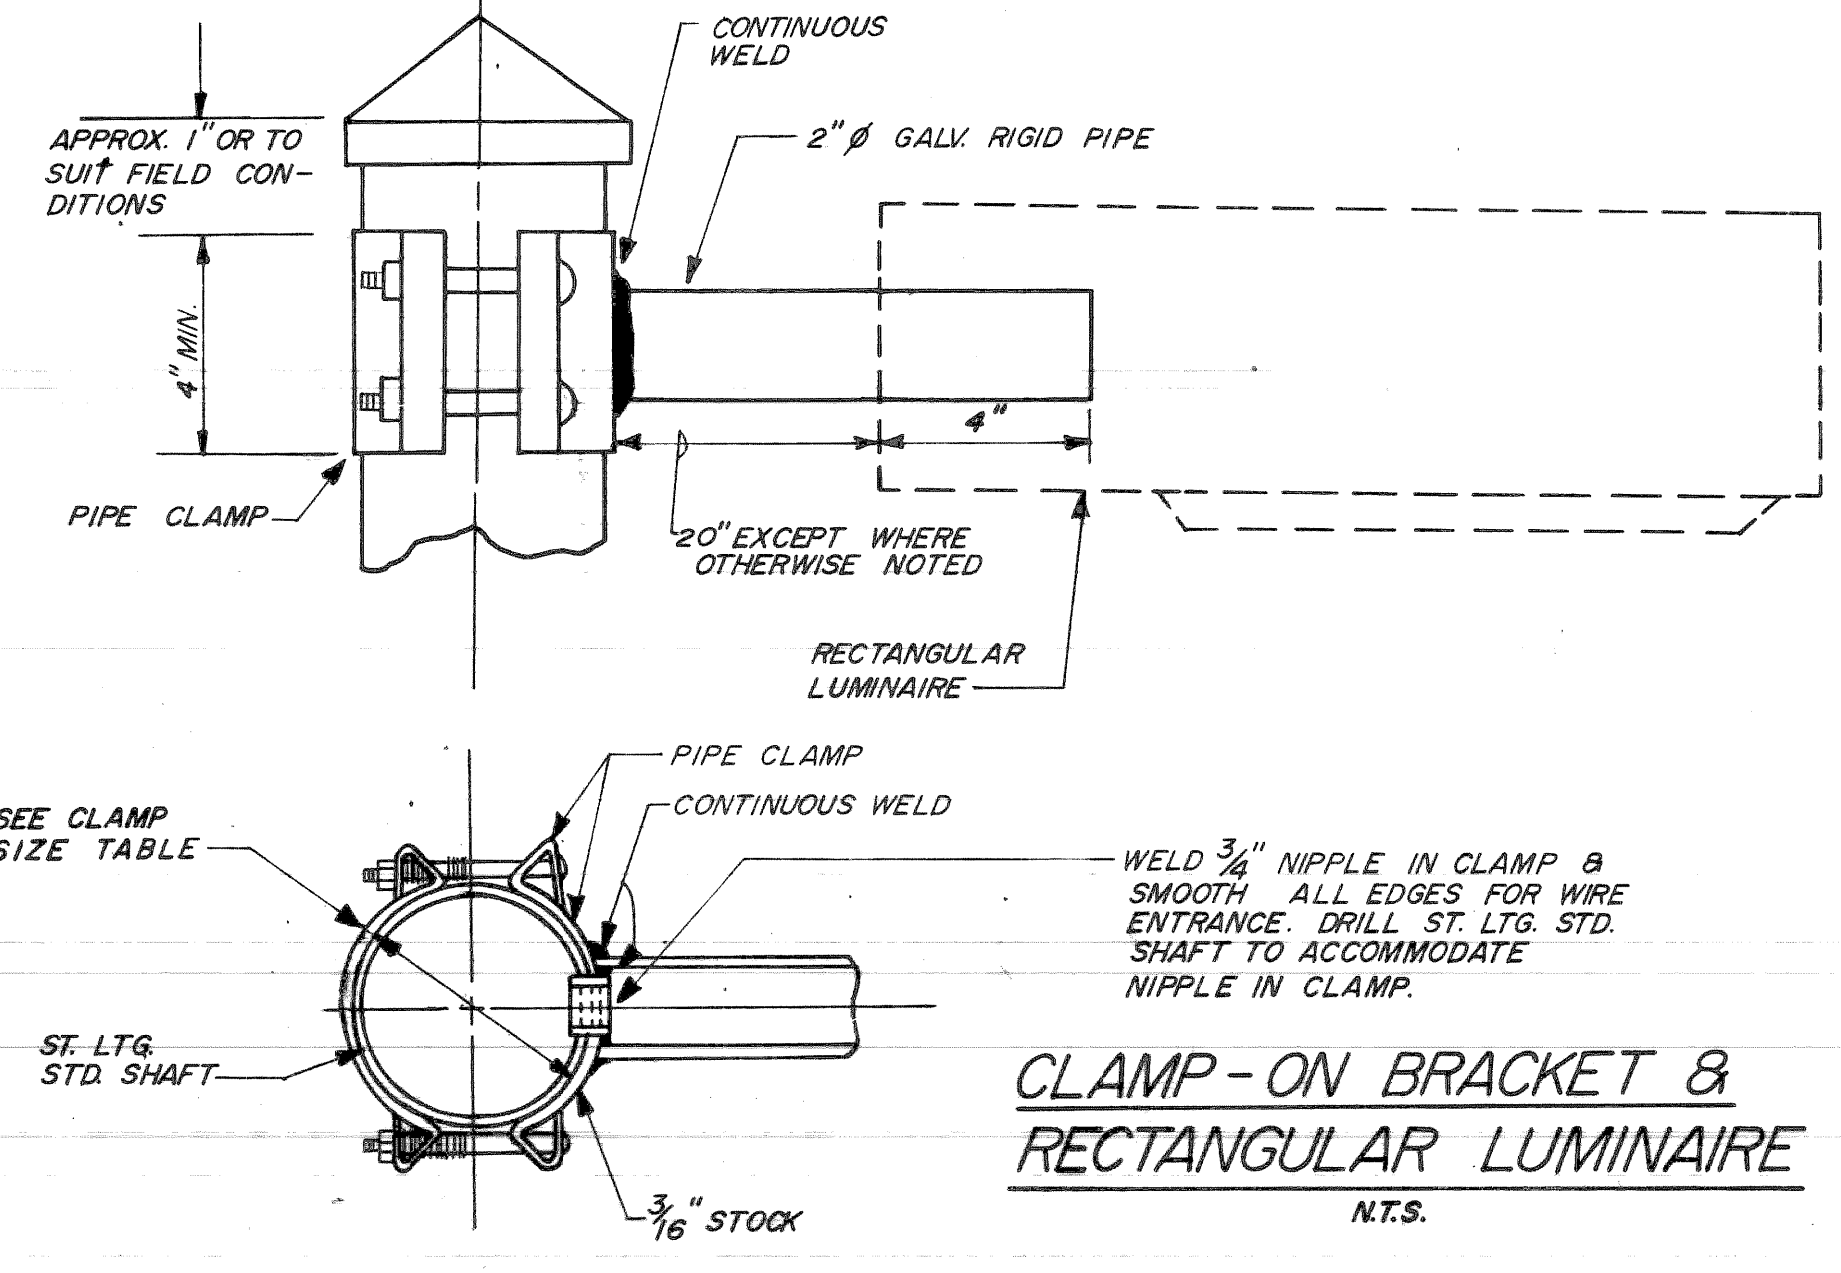 CONTINUOUS
WELD
2" Ø GALV. RIGID PIPE
APPROX. 1" OR TO
SUIT FIELD CON-
DITIONS
4" MIN.
4"
PIPE CLAMP
20" EXCEPT WHERE
OTHERWISE NOTED
RECTANGULAR
LUMINAIRE
PIPE CLAMP
CONTINUOUS WELD
SEE CLAMP
SIZE TABLE
WELD 3/4" NIPPLE IN CLAMP &
SMOOTH ALL EDGES FOR WIRE
ENTRANCE. DRILL ST. LTG. STD.
SHAFT TO ACCOMMODATE
NIPPLE IN CLAMP.
ST. LTG.
STD. SHAFT
3/16" STOCK
CLAMP-ON BRACKET &
RECTANGULAR LUMINAIRE
N.T.S.